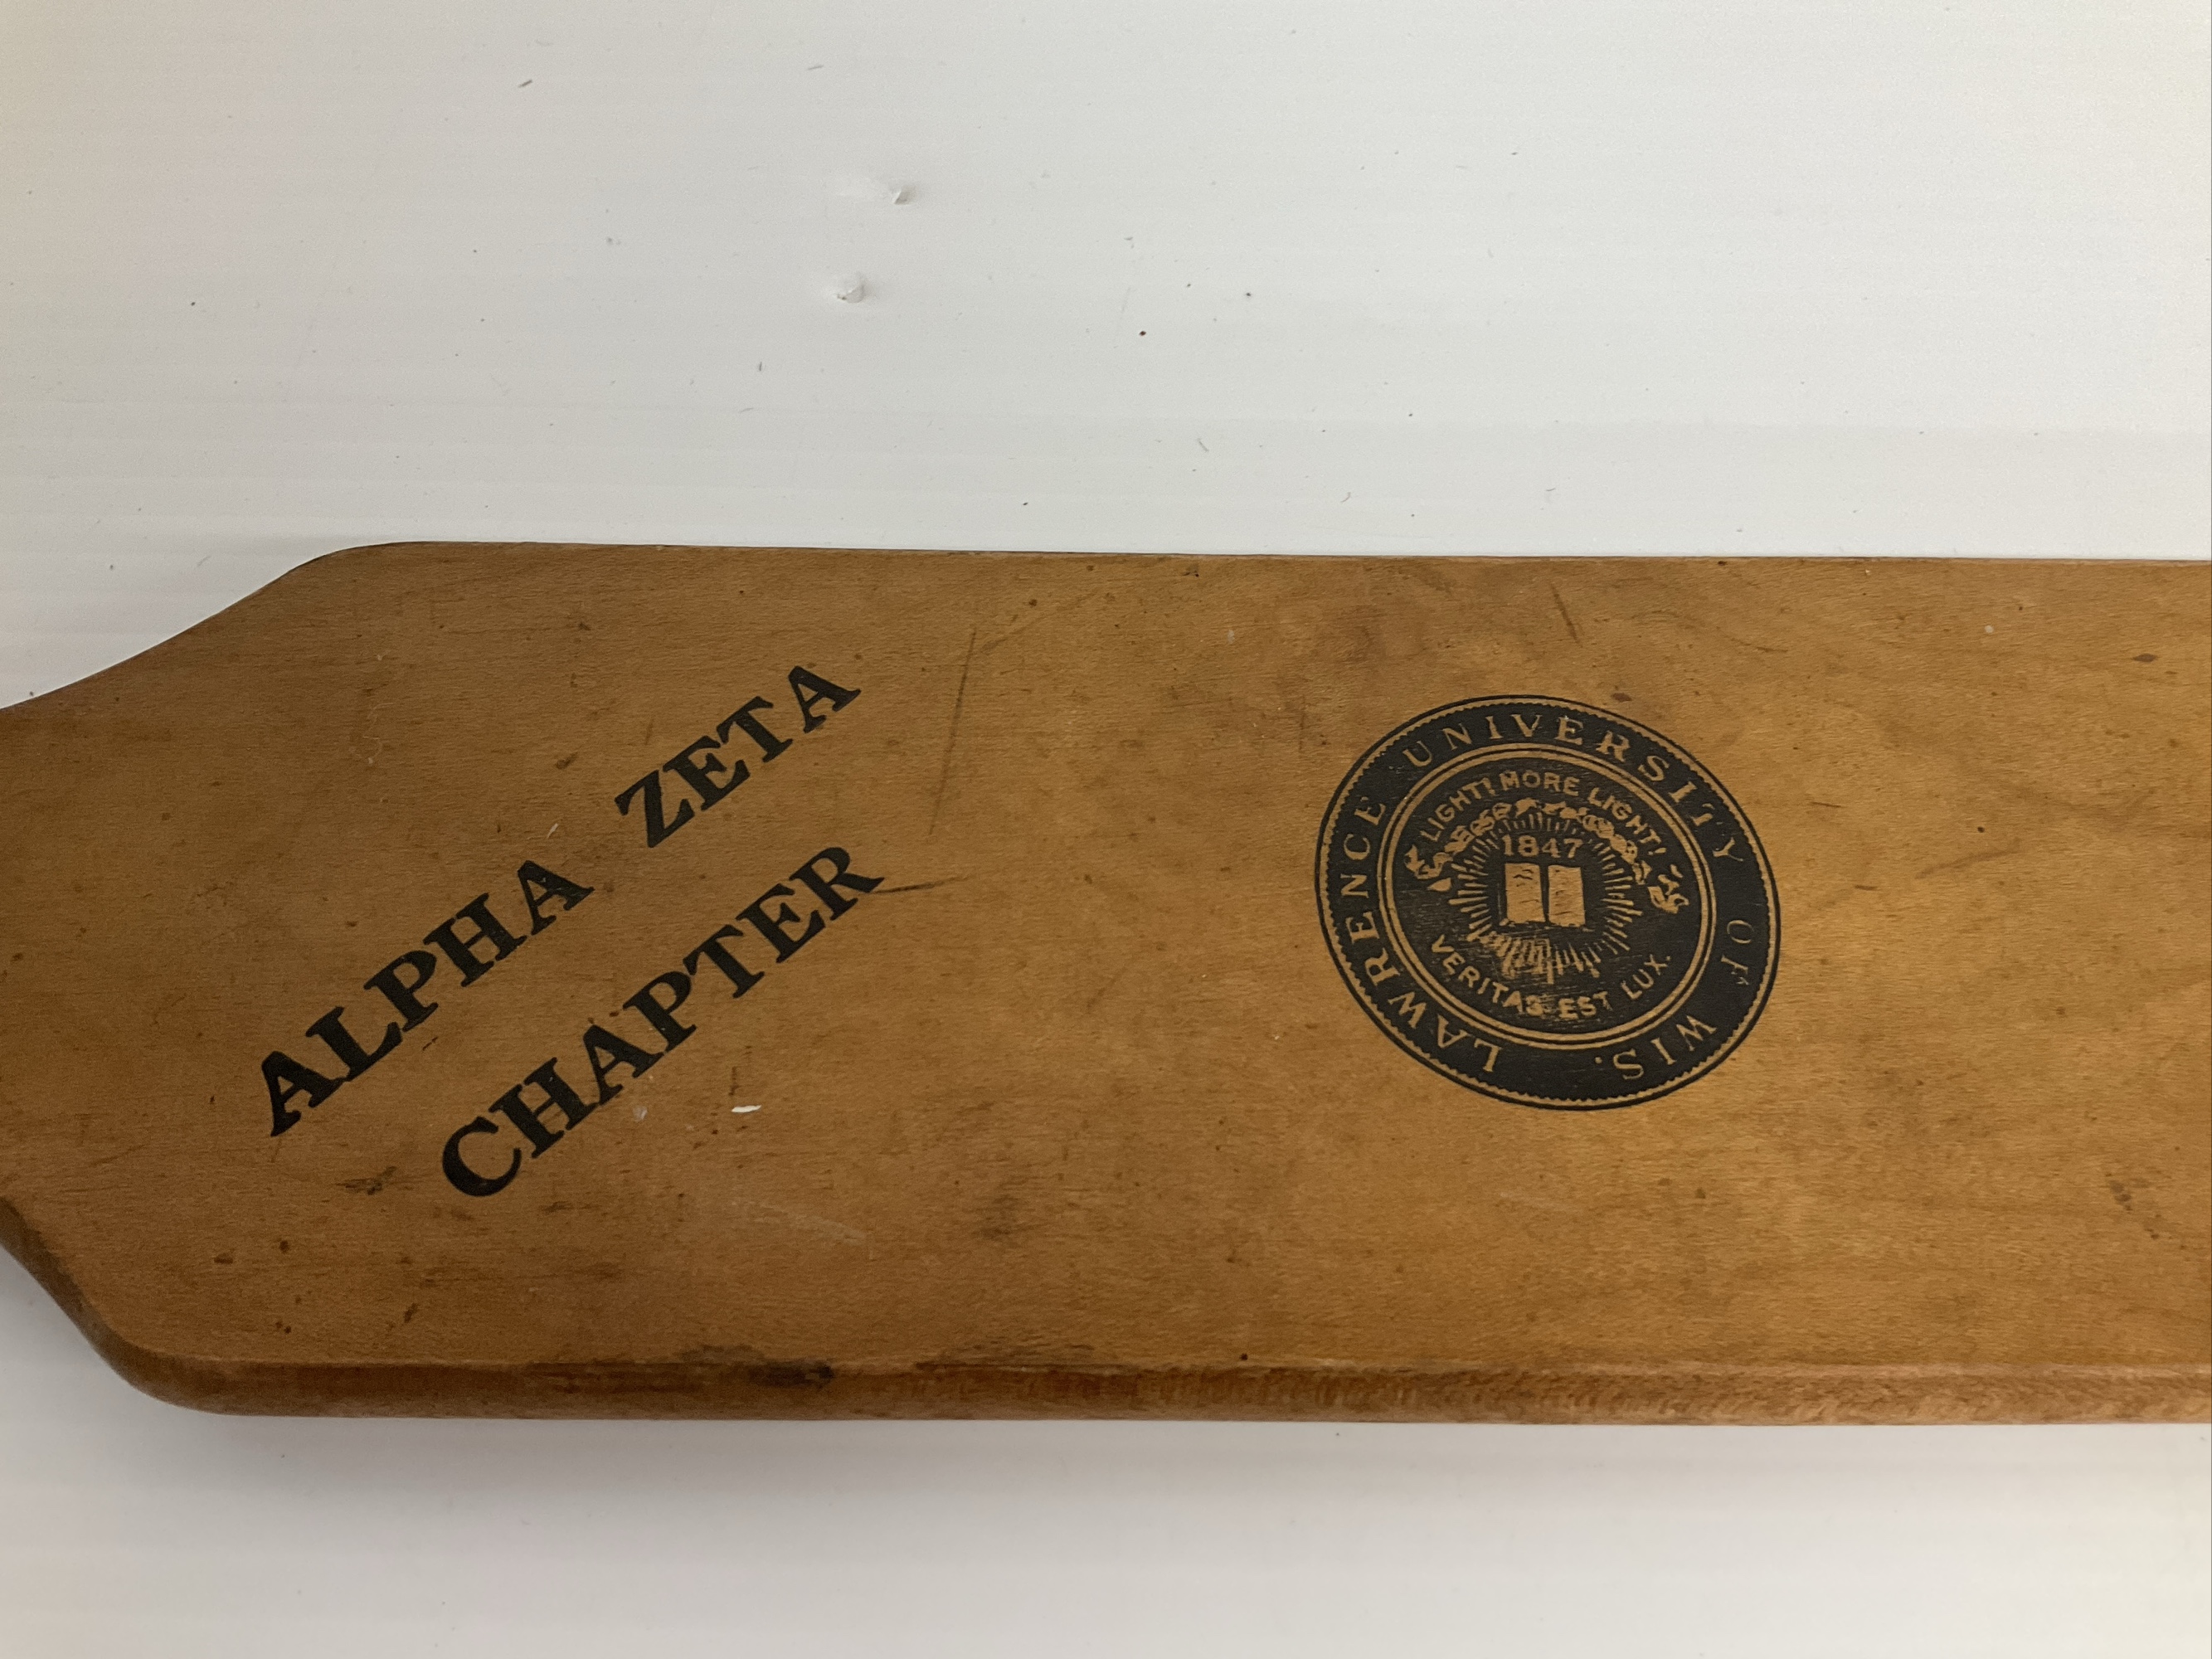 ALPHA ZETA
CHAPTER
LAWRENCE UNIVERSITY OF WIS.
LIGHT! MORE LIGHT!
1847
VERITAS EST LUX.